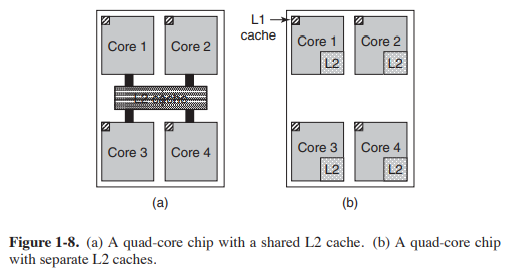 L1
cache
Core 1 Core 2
L2 cache
Core 3 Core 4
(a)
Core 1 Core 2
L2 L2
Core 3 Core 4
L2 L2
(b)
Figure 1-8. (a) A quad-core chip with a shared L2 cache. (b) A quad-core chip
with separate L2 caches.